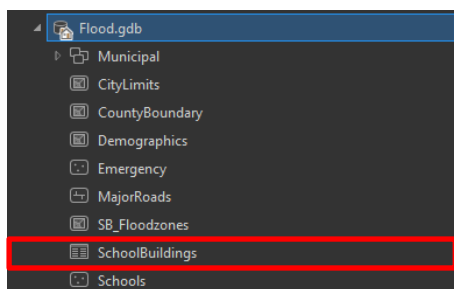 Flood.gdb
Municipal
CityLimits
CountyBoundary
Demographics
Emergency
MajorRoads
SB_Floodzones
SchoolBuildings
Schools